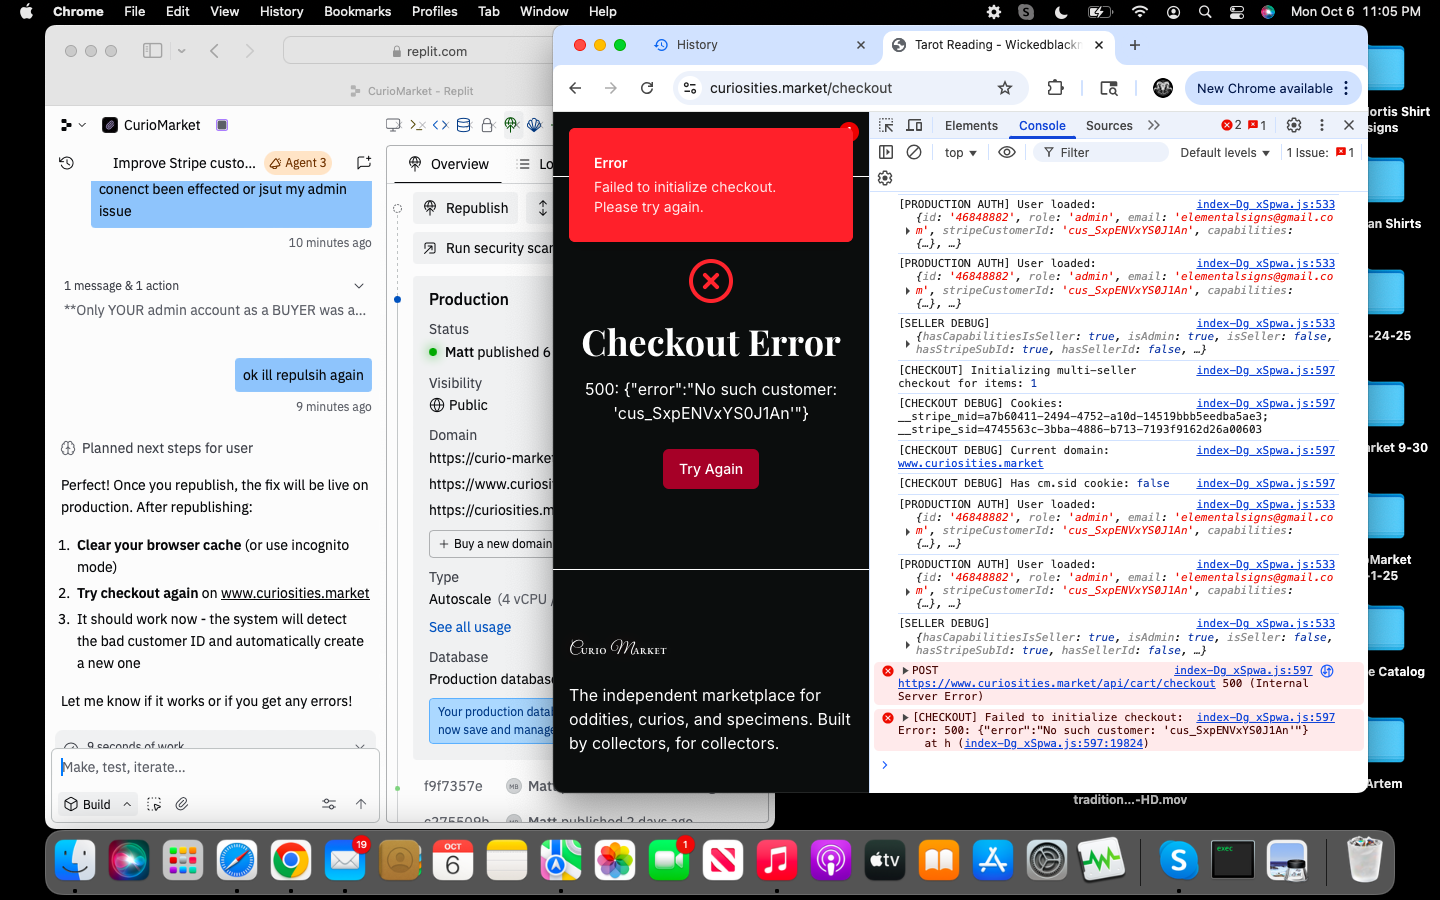 Chrome File Edit View History Bookmarks Profiles Tab Window Help Mon Oct 6 11:05 PM
replit.com
CurioMarket - Replit
CurioMarket
Improve Stripe custo... Agent 3
conenct been effected or jsut my admin
issue
10 minutes ago
1 message & 1 action
**Only YOUR admin account as a BUYER was a...
ok ill repulsih again
9 minutes ago
Planned next steps for user
Perfect! Once you republish, the fix will be live on
production. After republishing:
1. Clear your browser cache (or use incognito
mode)
2. Try checkout again on www.curiosities.market
3. It should work now - the system will detect
the bad customer ID and automatically create
a new one
Let me know if it works or if you get any errors!
9 seconds of work
Make, test, iterate...
Build
Overview Lo
Republish
Run security scar
Production
Status
Matt published 6
Visibility
Public
Domain
https://curio-market
https://www.curiosit
https://curiosities.m
+ Buy a new domain
Type
Autoscale (4 vCPU /
See all usage
Database
Production database
Your production datab
now save and manage
f9f7357e MB Matt
c275509b Matt published 2 days ago
History
Tarot Reading - Wickedblackn
curiosities.market/checkout
New Chrome available
Error
Failed to initialize checkout.
Please try again.
Checkout Error
500: {"error":"No such customer:
'cus_SxpENVxYS0J1An'"}
Try Again
Curio Market
The independent marketplace for
oddities, curios, and specimens. Built
by collectors, for collectors.
Elements Console Sources 2 1
top Filter Default levels 1 Issue: 1
[PRODUCTION AUTH] User loaded: index-Dg_xSpwa.js:533
{id: '46848882', role: 'admin', email: 'elementalsigns@gmail.co
m', stripeCustomerId: 'cus_SxpENVxYS0J1An', capabilities:
{…}, …}
[PRODUCTION AUTH] User loaded: index-Dg_xSpwa.js:533
{id: '46848882', role: 'admin', email: 'elementalsigns@gmail.co
m', stripeCustomerId: 'cus_SxpENVxYS0J1An', capabilities:
{…}, …}
[SELLER DEBUG] index-Dg_xSpwa.js:533
{hasCapabilitiesIsSeller: true, isAdmin: true, isSeller: false,
hasStripeSubId: true, hasSellerId: false, …}
[CHECKOUT] Initializing multi-seller index-Dg_xSpwa.js:597
checkout for items: 1
[CHECKOUT DEBUG] Cookies: index-Dg_xSpwa.js:597
__stripe_mid=a7b60411-2494-4752-a10d-14519bbb5eedba5ae3;
__stripe_sid=4745563c-3bba-4886-b713-7193f9162d26a00603
[CHECKOUT DEBUG] Current domain: index-Dg_xSpwa.js:597
www.curiosities.market
[CHECKOUT DEBUG] Has cm.sid cookie: false index-Dg_xSpwa.js:597
[PRODUCTION AUTH] User loaded: index-Dg_xSpwa.js:533
{id: '46848882', role: 'admin', email: 'elementalsigns@gmail.co
m', stripeCustomerId: 'cus_SxpENVxYS0J1An', capabilities:
{…}, …}
[PRODUCTION AUTH] User loaded: index-Dg_xSpwa.js:533
{id: '46848882', role: 'admin', email: 'elementalsigns@gmail.co
m', stripeCustomerId: 'cus_SxpENVxYS0J1An', capabilities:
{…}, …}
[SELLER DEBUG] index-Dg_xSpwa.js:533
{hasCapabilitiesIsSeller: true, isAdmin: true, isSeller: false,
hasStripeSubId: true, hasSellerId: false, …}
POST index-Dg_xSpwa.js:597
https://www.curiosities.market/api/cart/checkout 500 (Internal
Server Error)
[CHECKOUT] Failed to initialize checkout: index-Dg_xSpwa.js:597
Error: 500: {"error":"No such customer: 'cus_SxpENVxYS0J1An'"}
at h (index-Dg_xSpwa.js:597:19824)
ortis Shirt
signs
an Shirts
-24-25
rket 9-30
oMarket
-1-25
e Catalog
Artem
tradition...-HD.mov
19
OCT
6
1
tv
exec